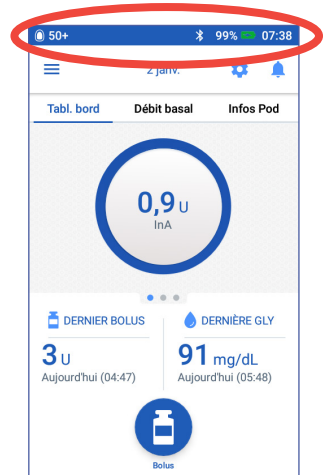 50+ 99% 07:38
2 janv.
Tabl. bord Débit basal Infos Pod
0,9 U
InA
DERNIER BOLUS DERNIÈRE GLY
3 U 91 mg/dL
Aujourd'hui (04:47) Aujourd'hui (05:48)
Bolus